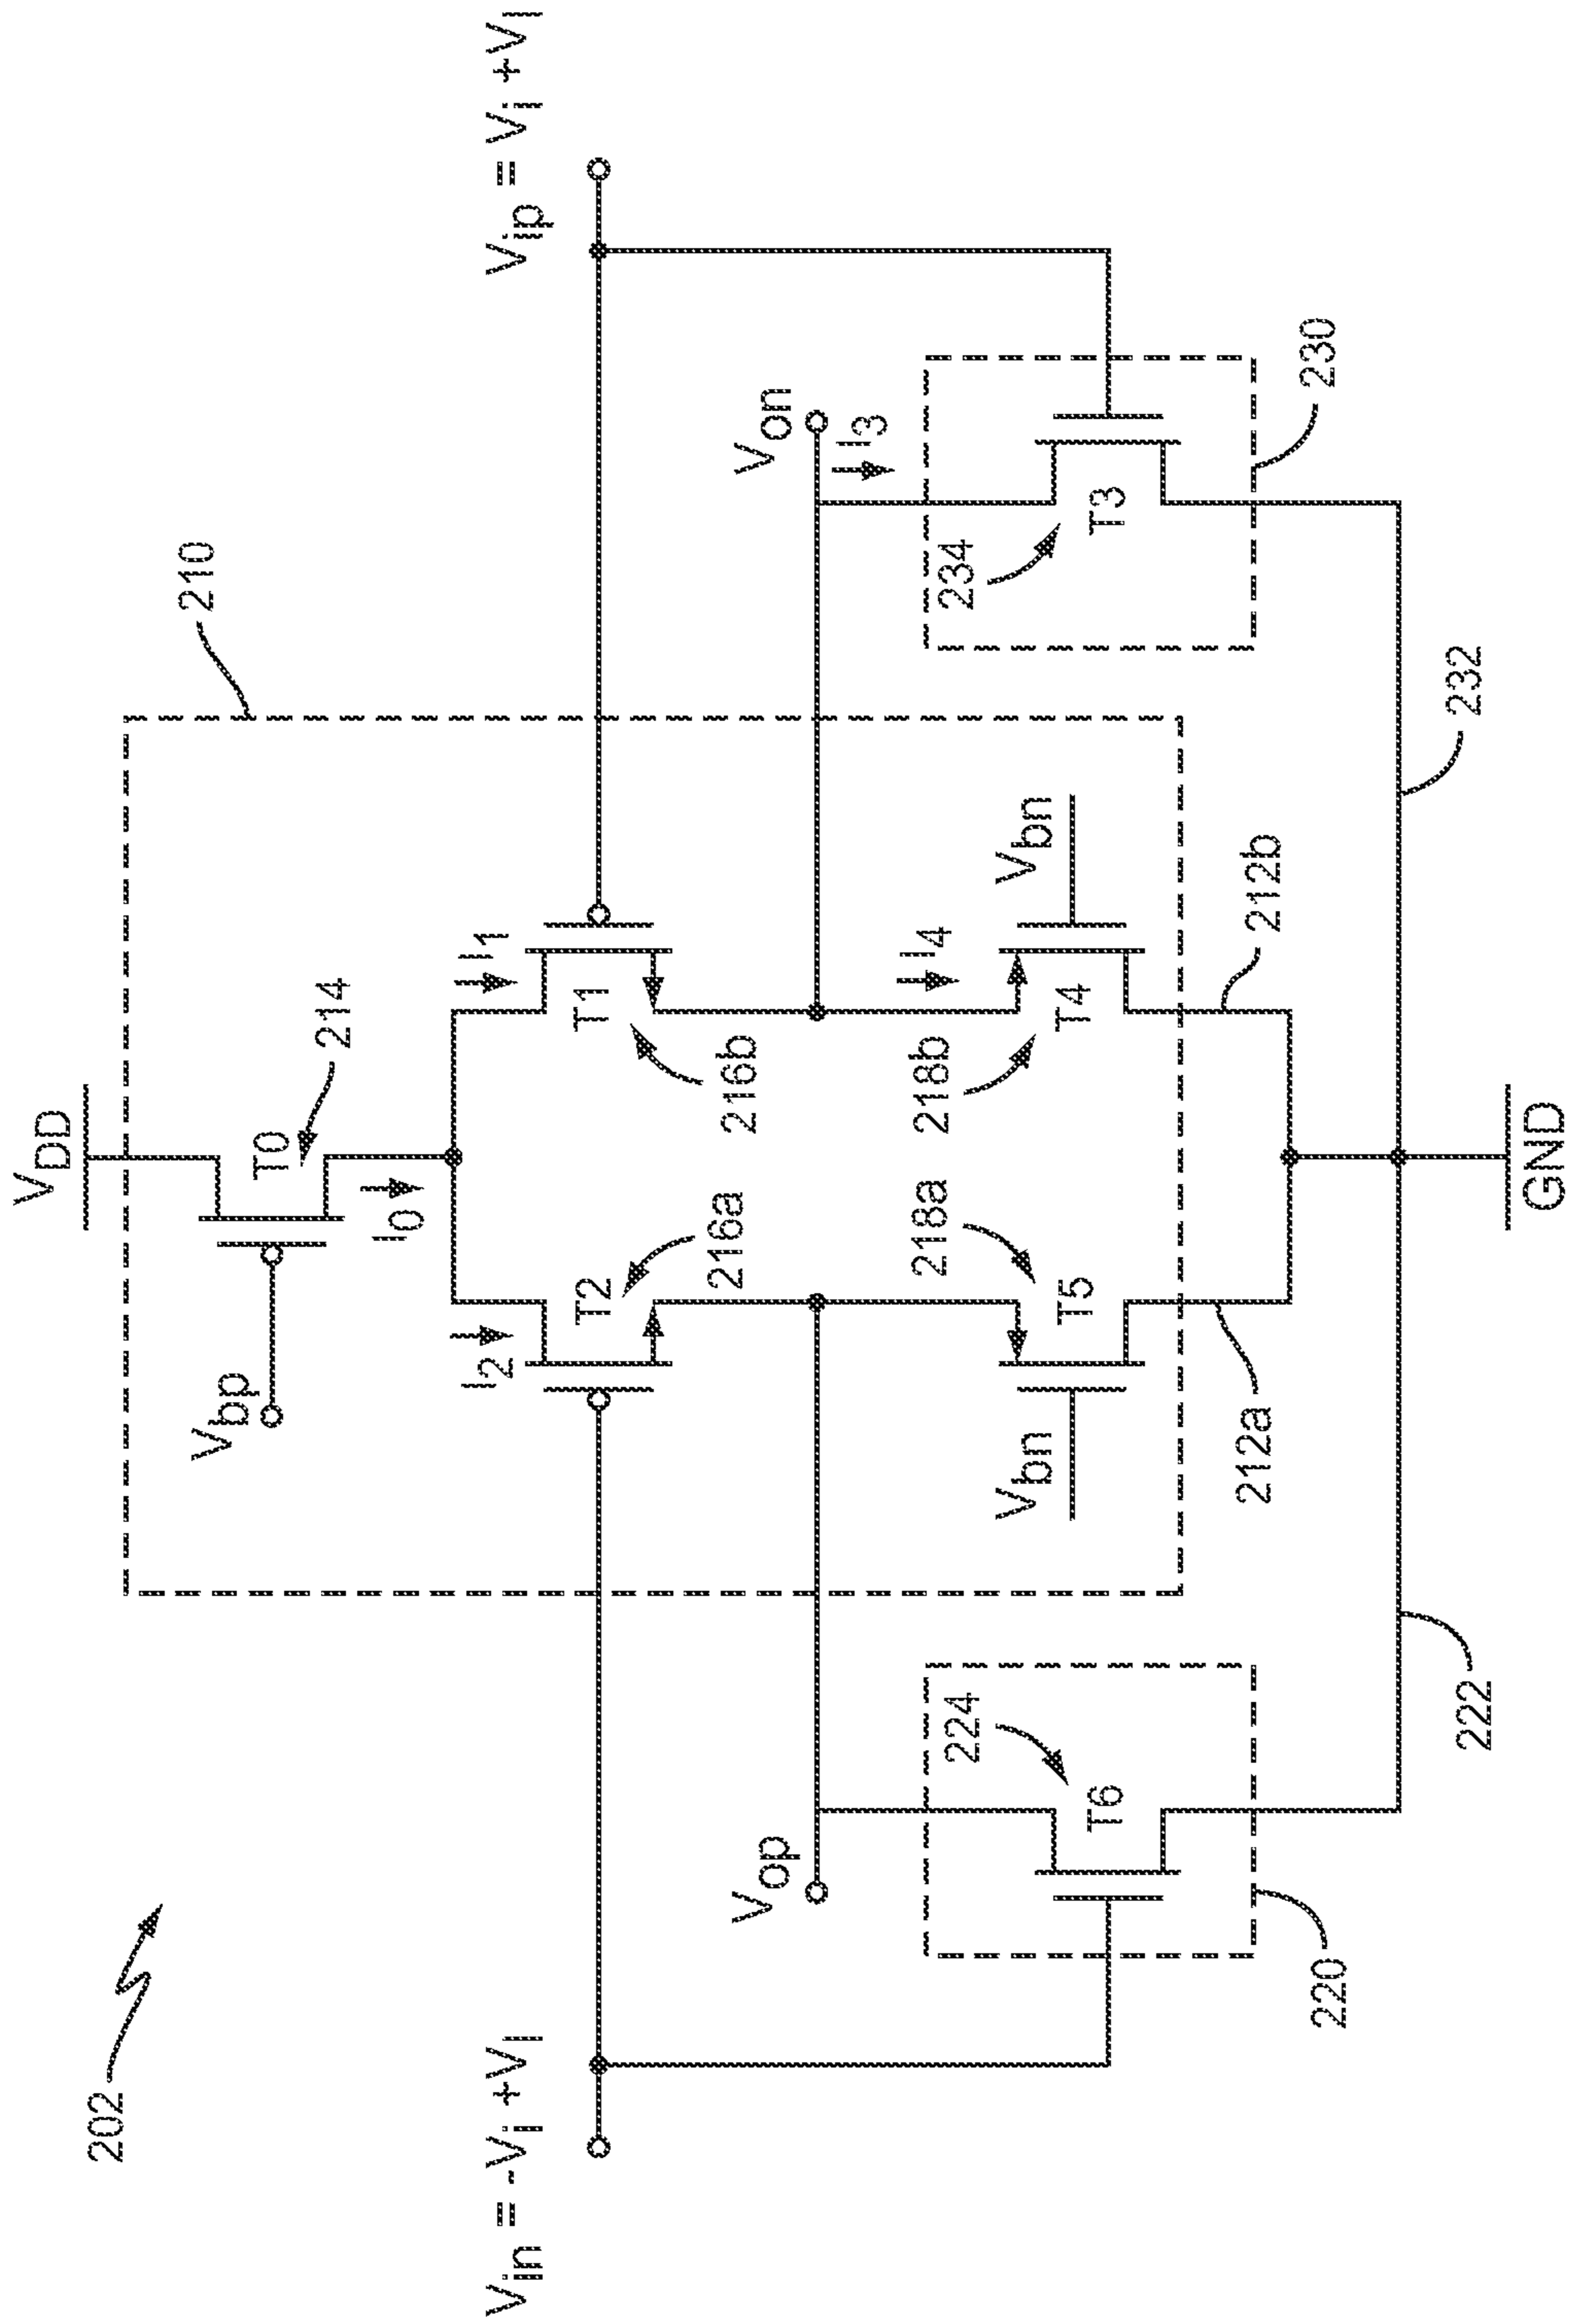 202
V_DD
210
V_bp
T0
214
I_0
V_in = -V_i +V_I
V_ip = V_i +V_I
I_2
I_1
T2
T1
216a
216b
V_op
V_on
I_3
218a
218b
I_4
224
234
V_bn
V_bn
T5
T4
T6
T3
212a
212b
220
230
222
232
GND